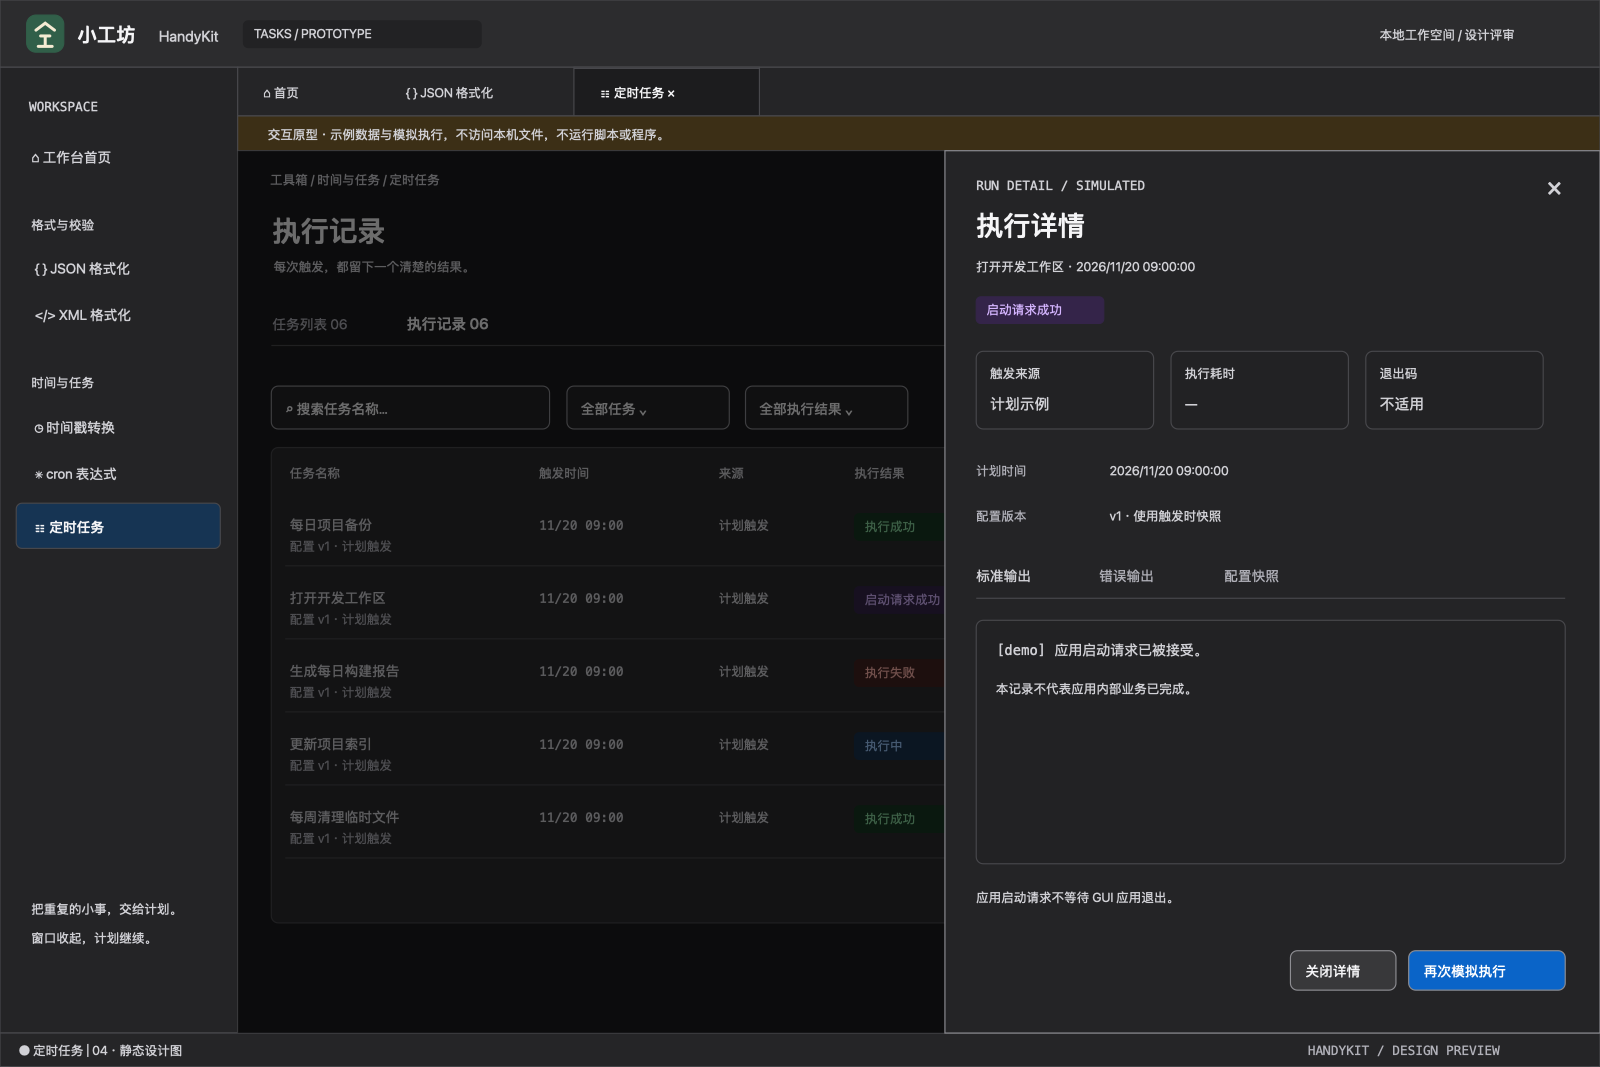 小工坊 HandyKit TASKS / PROTOTYPE 本地工作空间 / 设计评审
WORKSPACE
工作台首页
格式与校验
{ } JSON 格式化
</> XML 格式化
时间与任务
时间戳转换
cron 表达式
定时任务
把重复的小事，交给计划。
窗口收起，计划继续。
首页 { } JSON 格式化 定时任务 ×
交互原型 · 示例数据与模拟执行，不访问本机文件，不运行脚本或程序。
工具箱 / 时间与任务 / 定时任务
执行记录
每次触发，都留下一个清楚的结果。
任务列表 06 执行记录 06
搜索任务名称... 全部任务 全部执行结果
任务名称 触发时间 来源 执行结果
每日项目备份 11/20 09:00 计划触发 执行成功
配置 v1 · 计划触发
打开开发工作区 11/20 09:00 计划触发 启动请求成功
配置 v1 · 计划触发
生成每日构建报告 11/20 09:00 计划触发 执行失败
配置 v1 · 计划触发
更新项目索引 11/20 09:00 计划触发 执行中
配置 v1 · 计划触发
每周清理临时文件 11/20 09:00 计划触发 执行成功
配置 v1 · 计划触发
RUN DETAIL / SIMULATED ×
执行详情
打开开发工作区 · 2026/11/20 09:00:00
启动请求成功
触发来源 执行耗时 退出码
计划示例 — 不适用
计划时间 2026/11/20 09:00:00
配置版本 v1 · 使用触发时快照
标准输出 错误输出 配置快照
[demo] 应用启动请求已被接受。
本记录不代表应用内部业务已完成。
应用启动请求不等待 GUI 应用退出。
关闭详情 再次模拟执行
定时任务 | 04 · 静态设计图 HANDYKIT / DESIGN PREVIEW